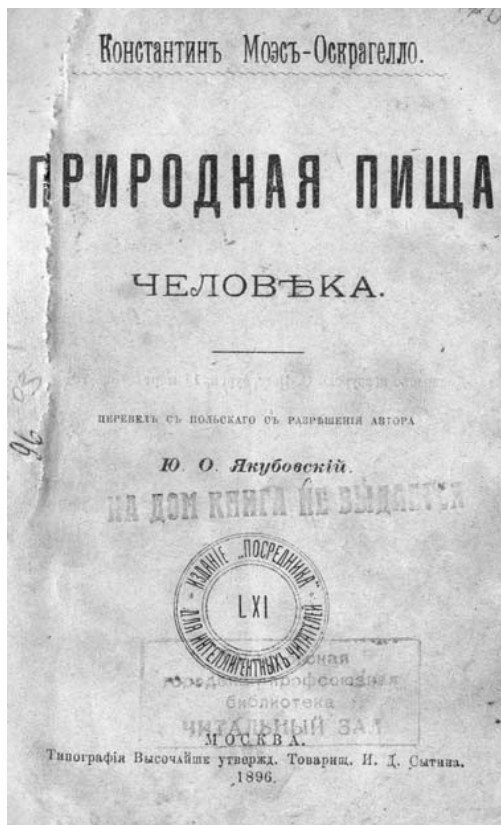 Константинъ Моэсъ-Оскрагелло.
ПРИРОДНАЯ ПИЩА
ЧЕЛОВѢКА.
ПЕРЕВЕЛЪ СЪ ПОЛЬСКАГО СЪ РАЗРѢШЕНІЯ АВТОРА
Ю. О. Якубовскій.
НА ДОМ КНИГА НЕ ВЫДАЕТСЯ
ИЗДАНІЕ „ПОСРЕДНИКА“
ДЛЯ ИНТЕЛЛИГЕНТНЫХЪ ЧИТАТЕЛЕЙ
LXI
библиотека
ЧИТАЛЬНЫЙ ЗАЛ
МОСКВА.
Типографія Высочайше утвержд. Товарищ. И. Д. Сытина.
1896.